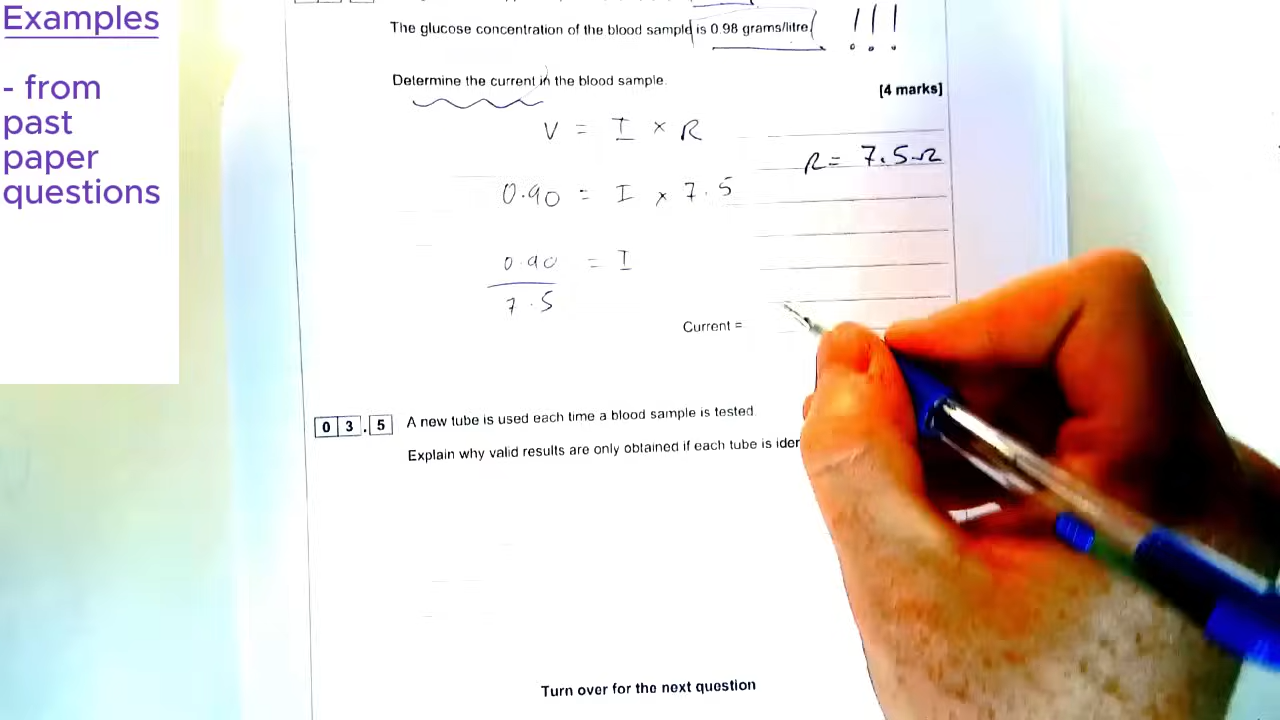 Examples
- from
past
paper
questions
The glucose concentration of the blood sample is 0.98 grams/litre !!!
Determine the current in the blood sample.
[4 marks]
V = I × R
R = 7.5Ω
0.90 = I × 7.5
0.90 = I
7.5
Current =
03.5 A new tube is used each time a blood sample is tested.
Explain why valid results are only obtained if each tube is
Turn over for the next question